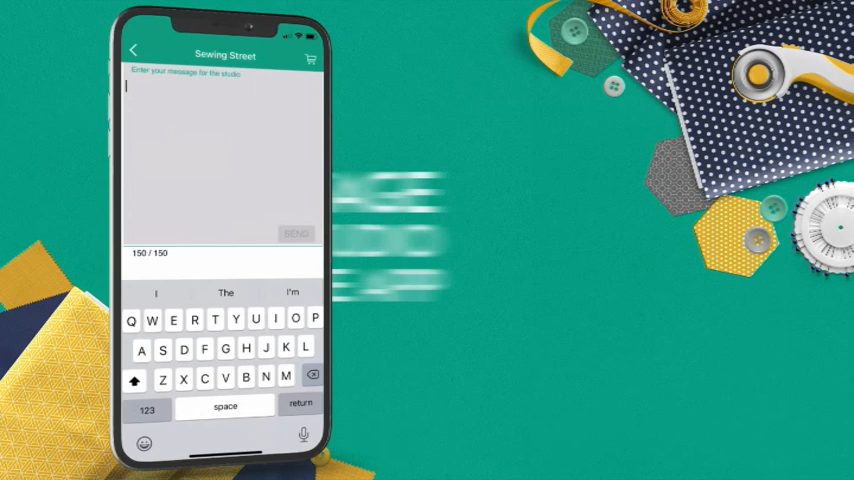 Sewing Street
Enter your message for the studio
SEND
150 / 150
I The I'm
Q W E R T Y U I O P
A S D F G H J K L
Z X C V B N M
123 space return